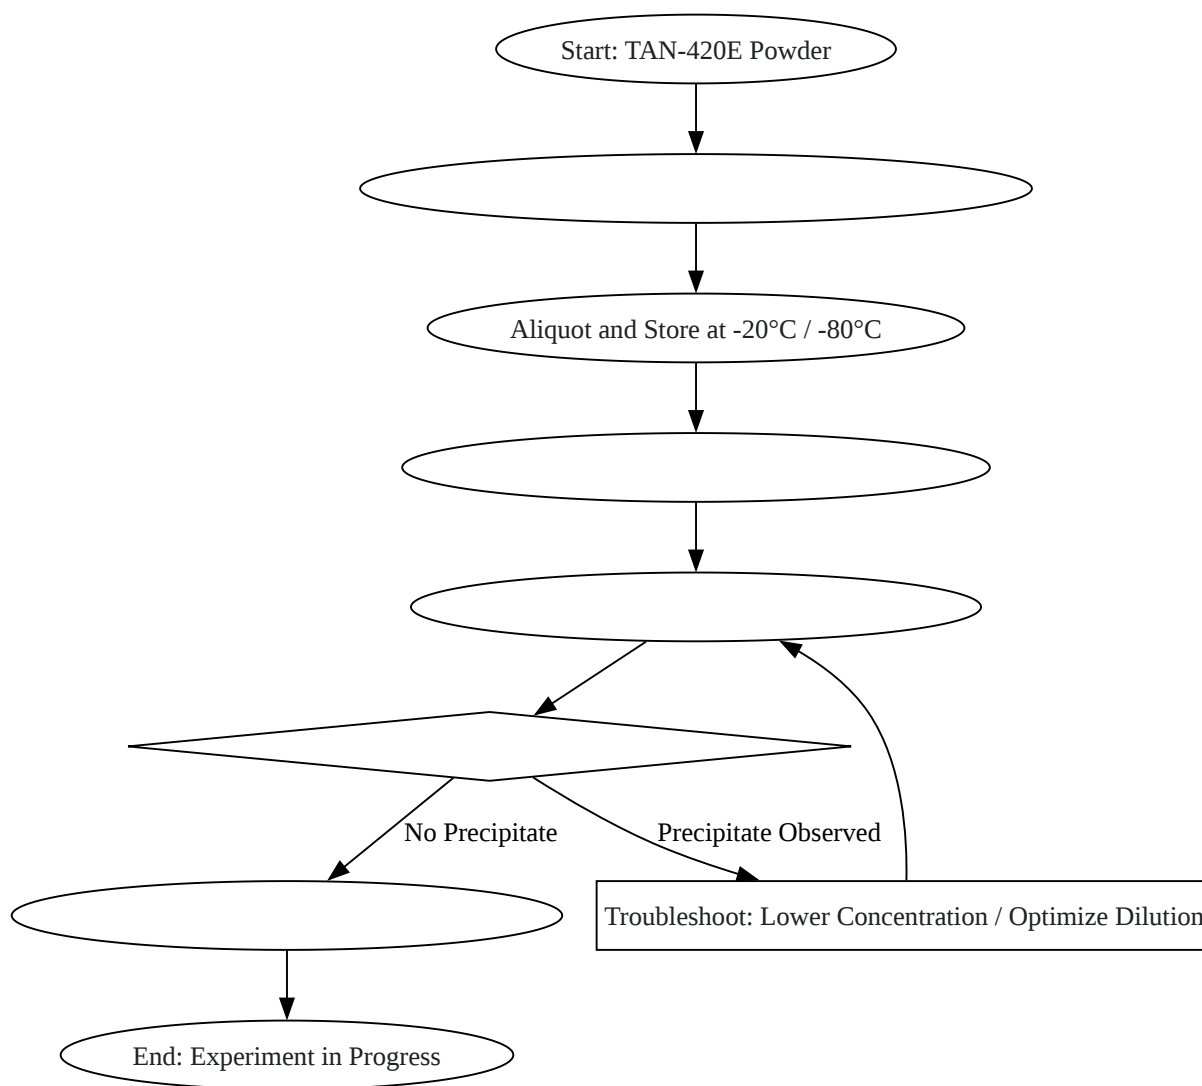 Start: TAN-420E Powder
Aliquot and Store at -20°C / -80°C
No Precipitate
Precipitate Observed
Troubleshoot: Lower Concentration / Optimize Dilution
End: Experiment in Progress